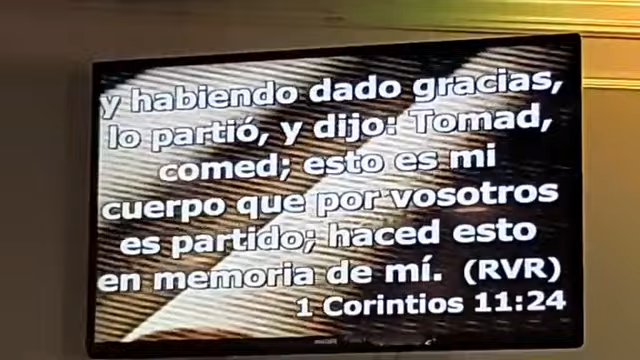 y habiendo dado gracias,
lo partió, y dijo: Tomad,
comed; esto es mi
cuerpo que por vosotros
es partido; haced esto
en memoria de mí. (RVR)
1 Corintios 11:24